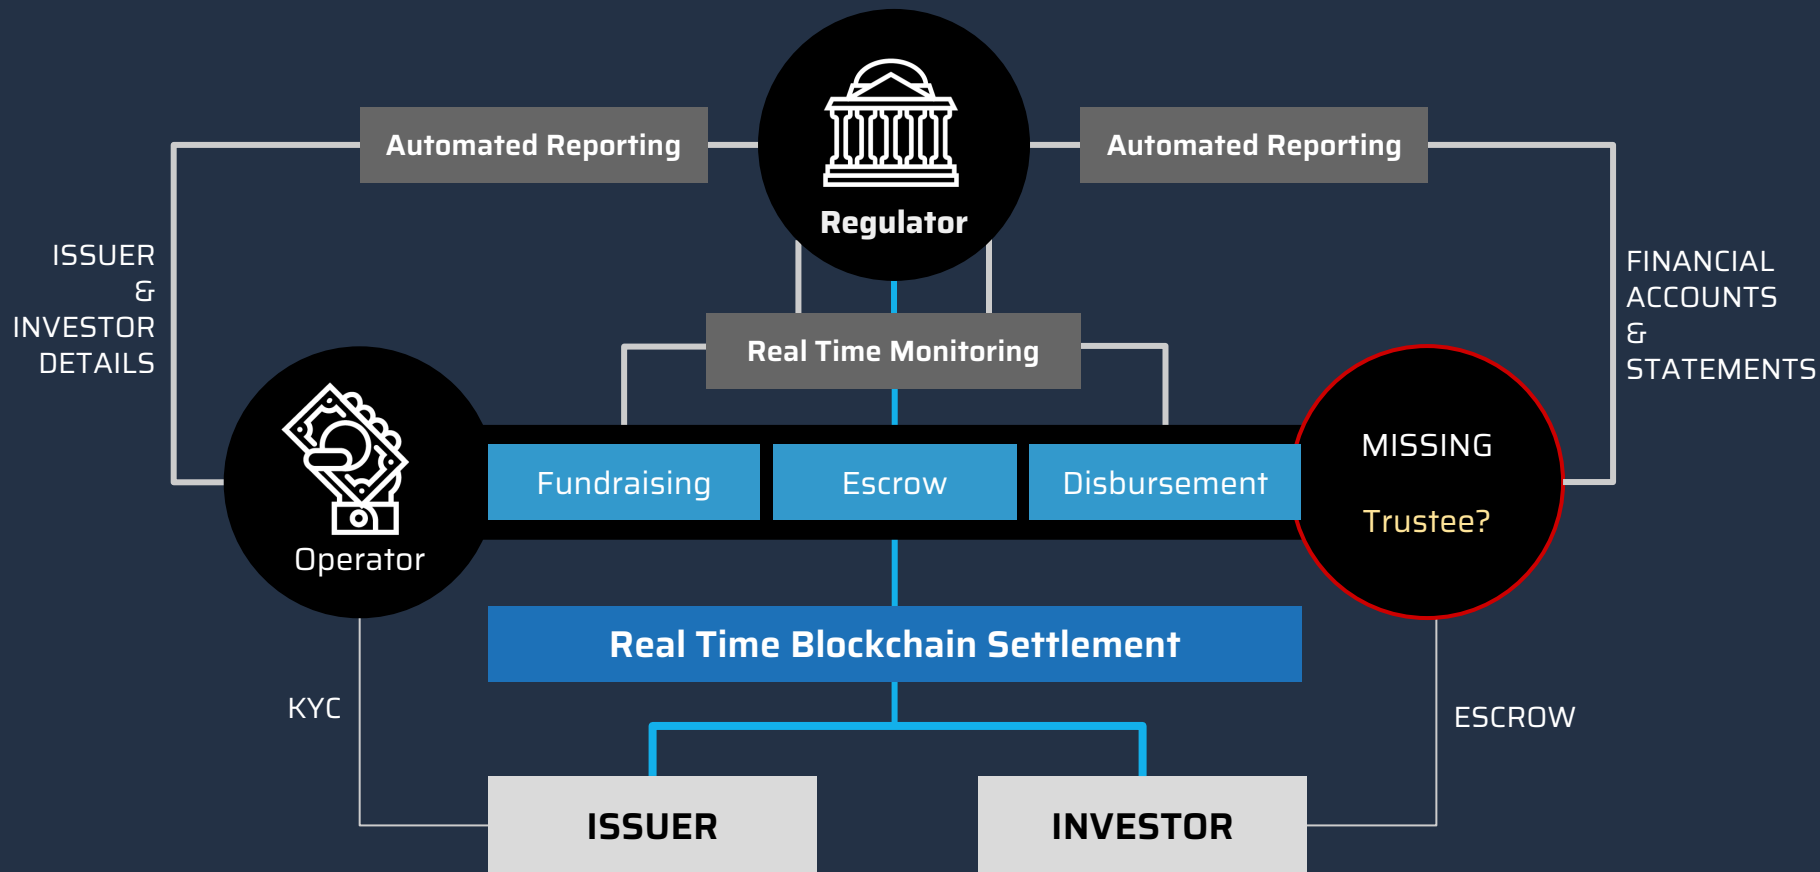 Regulator
Automated Reporting
Automated Reporting
ISSUER
&
INVESTOR
DETAILS
FINANCIAL
ACCOUNTS
&
STATEMENTS
Real Time Monitoring
Operator
Fundraising
Escrow
Disbursement
MISSING
Trustee?
Real Time Blockchain Settlement
KYC
ESCROW
ISSUER
INVESTOR